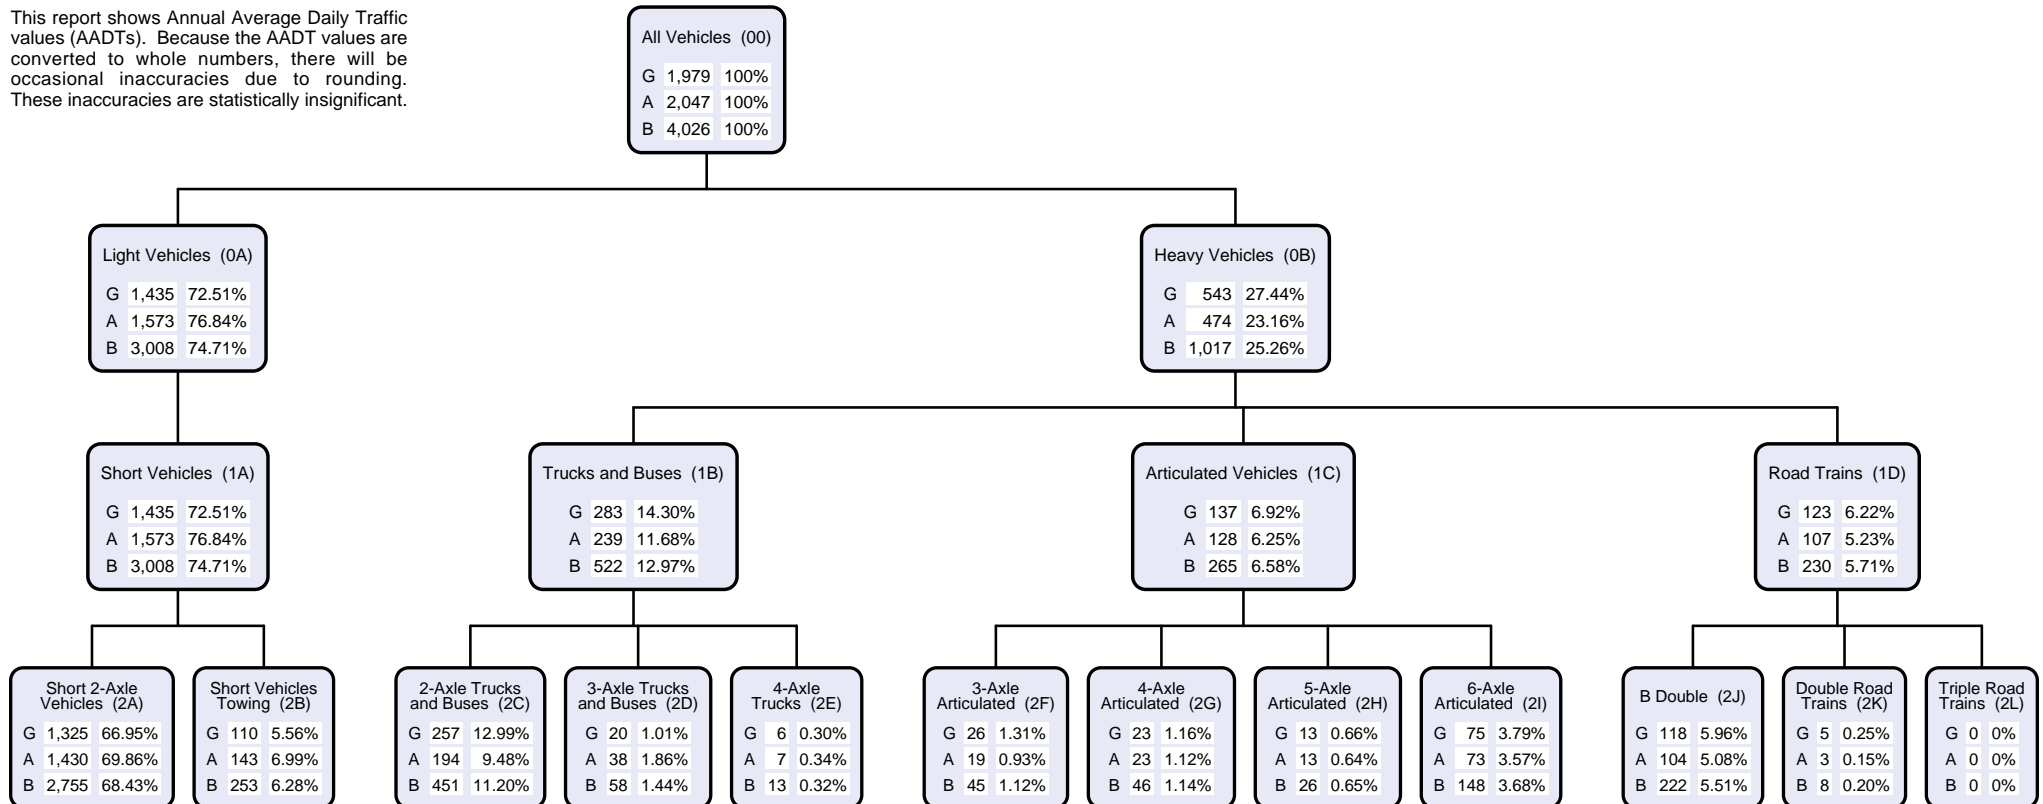 This report shows Annual Average Daily Traffic
values (AADTs). Because the AADT values are
converted to whole numbers, there will be
occasional inaccuracies due to rounding.
These inaccuracies are statistically insignificant.
All Vehicles (00)
G 1,979 100%
A 2,047 100%
B 4,026 100%
Light Vehicles (0A)
G 1,435 72.51%
A 1,573 76.84%
B 3,008 74.71%
Heavy Vehicles (0B)
G 543 27.44%
A 474 23.16%
B 1,017 25.26%
Short Vehicles (1A)
G 1,435 72.51%
A 1,573 76.84%
B 3,008 74.71%
Trucks and Buses (1B)
G 283 14.30%
A 239 11.68%
B 522 12.97%
Articulated Vehicles (1C)
G 137 6.92%
A 128 6.25%
B 265 6.58%
Road Trains (1D)
G 123 6.22%
A 107 5.23%
B 230 5.71%
Short 2-Axle
Vehicles (2A)
G 1,325 66.95%
A 1,430 69.86%
B 2,755 68.43%
Short Vehicles
Towing (2B)
G 110 5.56%
A 143 6.99%
B 253 6.28%
2-Axle Trucks
and Buses (2C)
G 257 12.99%
A 194 9.48%
B 451 11.20%
3-Axle Trucks
and Buses (2D)
G 20 1.01%
A 38 1.86%
B 58 1.44%
4-Axle
Trucks (2E)
G 6 0.30%
A 7 0.34%
B 13 0.32%
3-Axle
Articulated (2F)
G 26 1.31%
A 19 0.93%
B 45 1.12%
4-Axle
Articulated (2G)
G 23 1.16%
A 23 1.12%
B 46 1.14%
5-Axle
Articulated (2H)
G 13 0.66%
A 13 0.64%
B 26 0.65%
6-Axle
Articulated (2I)
G 75 3.79%
A 73 3.57%
B 148 3.68%
B Double (2J)
G 118 5.96%
A 104 5.08%
B 222 5.51%
Double Road
Trains (2K)
G 5 0.25%
A 3 0.15%
B 8 0.20%
Triple Road
Trains (2L)
G 0 0%
A 0 0%
B 0 0%